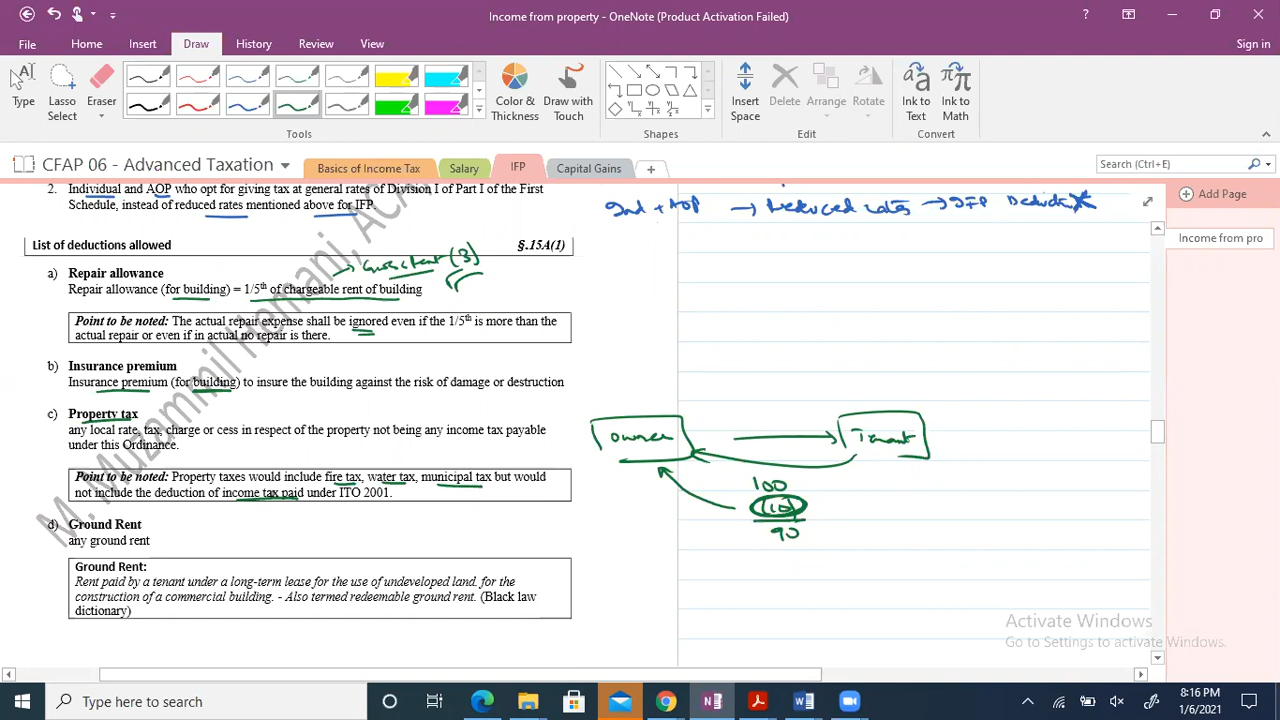 Income from property - OneNote (Product Activation Failed)
Sign in
File Home Insert Draw History Review View
Type
Lasso Select
Eraser
Color & Thickness
Draw with Touch
Insert Space
Delete
Arrange
Rotate
Ink to Text
Ink to Math
Tools
Shapes
Edit
Convert
CFAP 06 - Advanced Taxation
Basics of Income Tax
Salary
IFP
Capital Gains
Search (Ctrl+E)
Add Page
Income from pro
2. Individual and AOP who opt for giving tax at general rates of Division I of Part I of the First
Schedule, instead of reduced rates mentioned above for IFP.
Ind + AOP → Reduced rates → IFP Deduction
List of deductions allowed §.15A(1)
→ Gross rent (3)
a) Repair allowance
Repair allowance (for building) = 1/5th of chargeable rent of building
Point to be noted: The actual repair expense shall be ignored even if the 1/5th is more than the
actual repair or even if in actual no repair is there.
b) Insurance premium
Insurance premium (for building) to insure the building against the risk of damage or destruction
c) Property tax
any local rate, tax, charge or cess in respect of the property not being any income tax payable
under this Ordinance.
Point to be noted: Property taxes would include fire tax, water tax, municipal tax but would
not include the deduction of income tax paid under ITO 2001.
d) Ground Rent
any ground rent
Ground Rent:
Rent paid by a tenant under a long-term lease for the use of undeveloped land. for the
construction of a commercial building. - Also termed redeemable ground rent. (Black law
dictionary)
M. Muzammil Hemani, ACA
owner
Tenant
100
(10)
90
Activate Windows
Go to Settings to activate Windows.
Type here to search
8:16 PM
1/6/2021